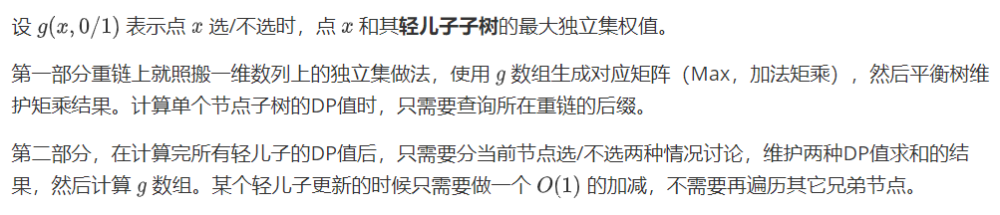 设 g(x, 0/1) 表示点 x 选/不选时，点 x 和其轻儿子子树的最大独立集权值。
第一部分重链上就照搬一维数列上的独立集做法，使用 g 数组生成对应矩阵（Max，加法矩乘），然后平衡树维
护矩乘结果。计算单个节点子树的DP值时，只需要查询所在重链的后缀。
第二部分，在计算完所有轻儿子的DP值后，只需要分当前节点选/不选两种情况讨论，维护两种DP值求和的结
果，然后计算 g 数组。某个轻儿子更新的时候只需要做一个 O(1) 的加减，不需要再遍历其它兄弟节点。